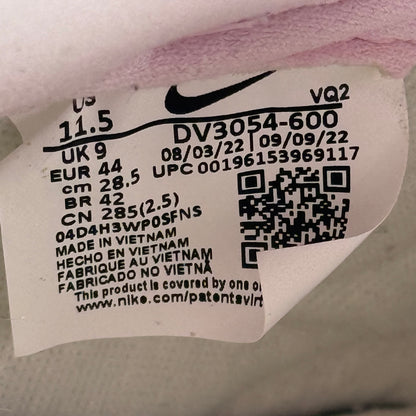 US
11.5
VQ2
UK 9
DV3054-600
EUR 44
08/03/22 | 09/09/22
cm 28.5
UPC 00196153969117
BR 42
CN 285(2.5)
04D4H3WP0SFNS
MADE IN VIETNAM
HECHO EN VIETNAM
FABRIQUE AU VIETNAM
FABRICADO NO VIETNÃ
This product is covered by one o
www.nike.com/patentsvirt